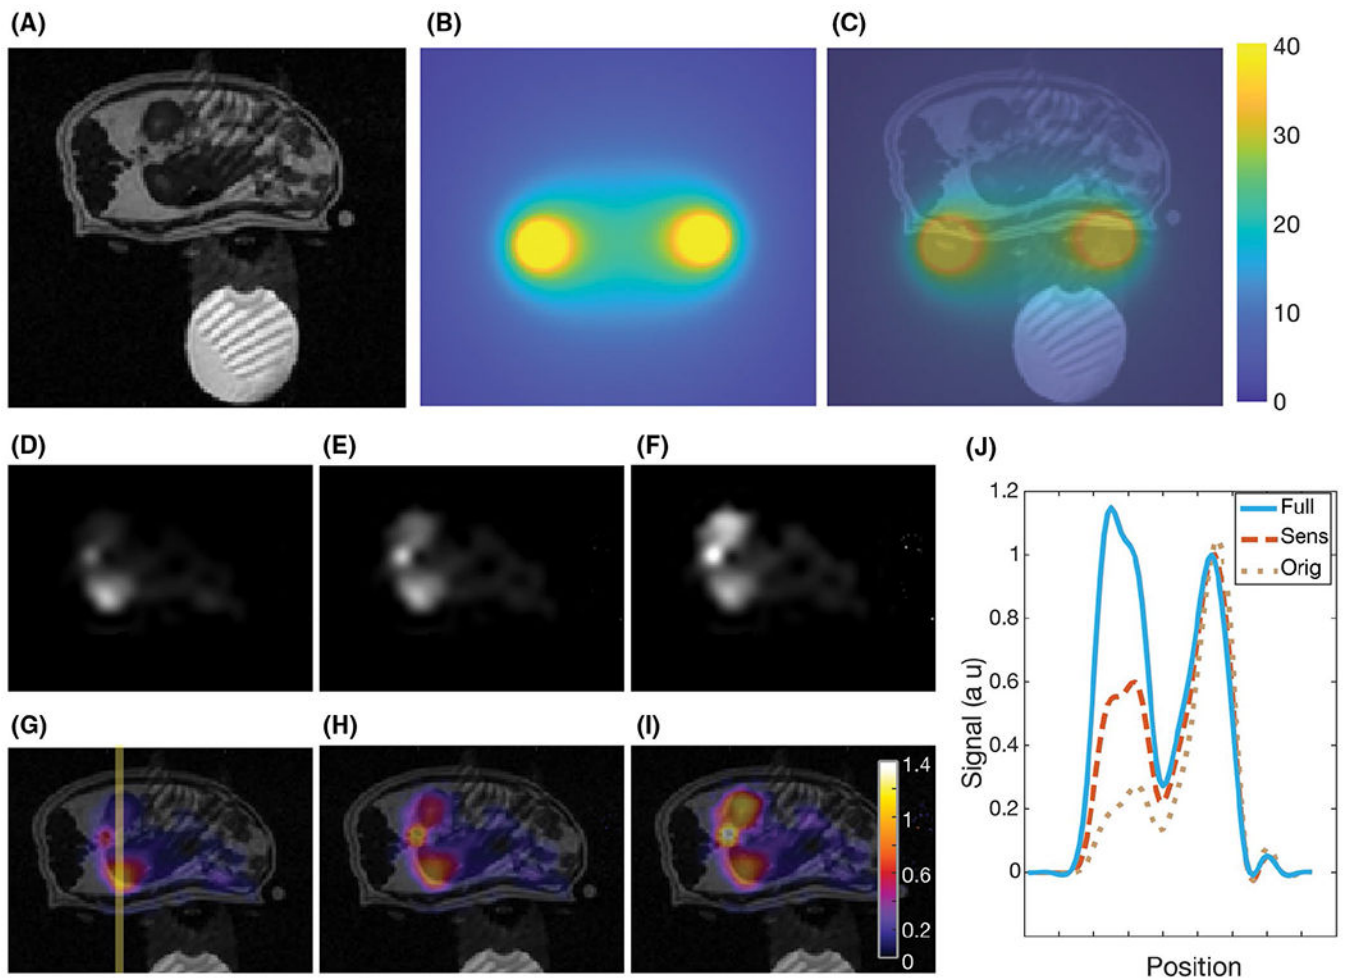 (A)
(B)
(C)
40
30
20
10
0
(D)
(E)
(F)
(J)
1.2
1
0.8
0.6
0.4
0.2
0
Signal (a u)
Position
Full
Sens
Orig
(G)
(H)
(I)
1.4
1
0.6
0.2
0